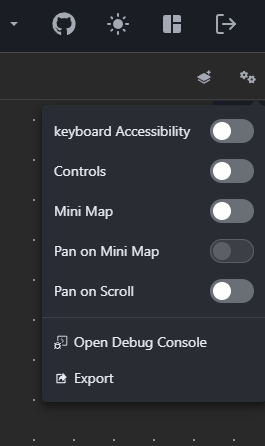 keyboard Accessibility
Controls
Mini Map
Pan on Mini Map
Pan on Scroll
Open Debug Console
Export